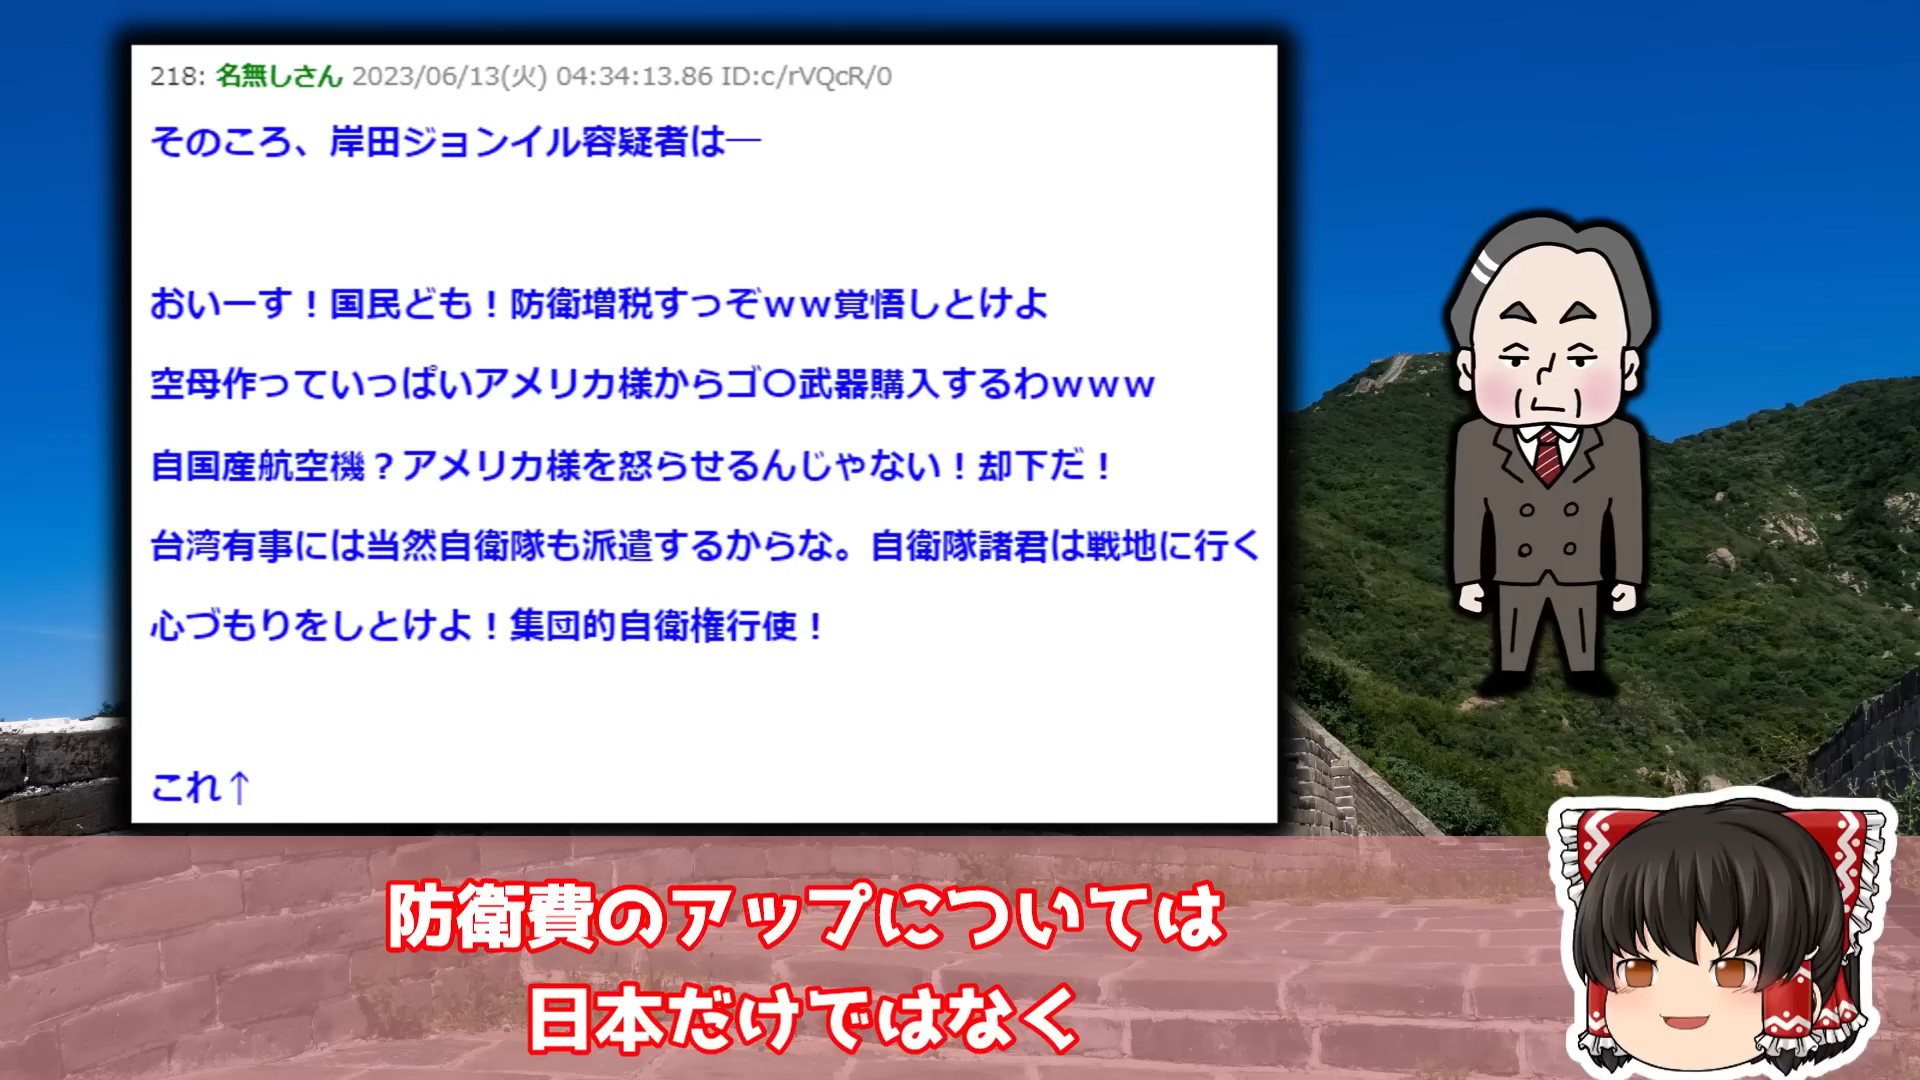 218: 名無しさん 2023/06/13(火) 04:34:13.86 ID:c/rVQcR/0
そのころ、岸田ジョンイル容疑者は―
おいーす！国民ども！防衛増税すっぞｗｗ覚悟しとけよ
空母作っていっぱいアメリカ様からゴ〇武器購入するわｗｗｗ
自国産航空機？アメリカ様を怒らせるんじゃない！却下だ！
台湾有事には当然自衛隊も派遣するからな。自衛隊諸君は戦地に行く
心づもりをしとけよ！集団的自衛権行使！
これ↑
防衛費のアップについては
日本だけではなく